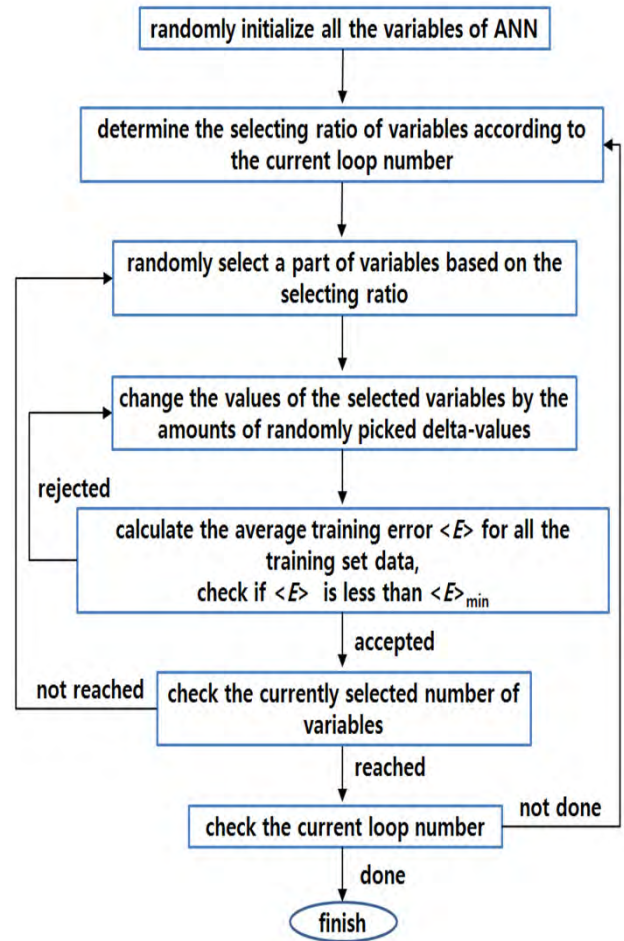 randomly initialize all the variables of ANN
determine the selecting ratio of variables according to
the current loop number
randomly select a part of variables based on the
selecting ratio
change the values of the selected variables by the
amounts of randomly picked delta-values
rejected
calculate the average training error <E> for all the
training set data,
check if <E> is less than <E>min
accepted
not reached
check the currently selected number of
variables
reached
not done
check the current loop number
done
finish